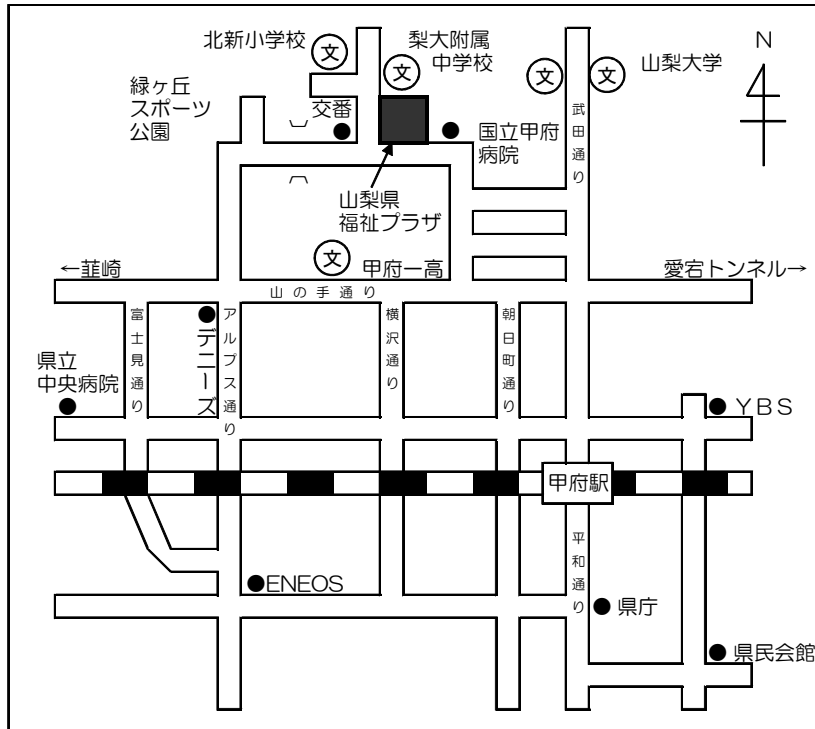 北新小学校
文
梨大附属
中学校
文
文
文
山梨大学
N
緑ヶ丘
スポーツ
公園
交番
国立甲府
病院
武田通り
山梨県
福祉プラザ
文
甲府一高
←韮崎
愛宕トンネル→
山の手通り
富士見通り
デニーズ
アルプス通り
横沢通り
朝日町通り
県立
中央病院
YBS
甲府駅
平和通り
ENEOS
県庁
県民会館